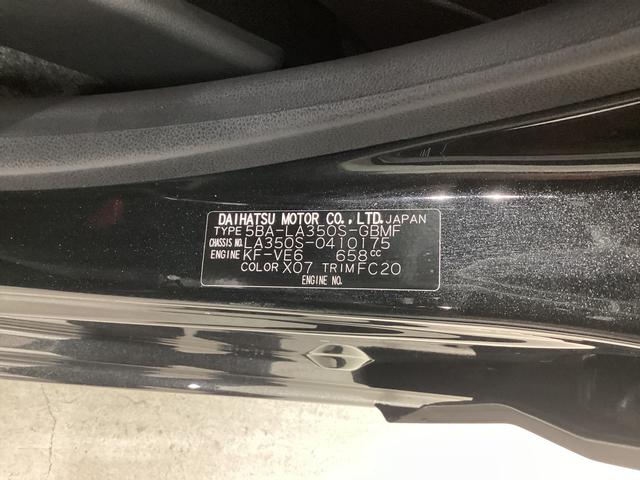 DAIHATSU MOTOR CO., LTD. JAPAN
TYPE 5BA-LA350S-GBMF
CHASSIS NO. LA350S-0410175
ENGINE KF-VE6 658cc
COLOR X07 TRIM FC20
ENGINE NO.